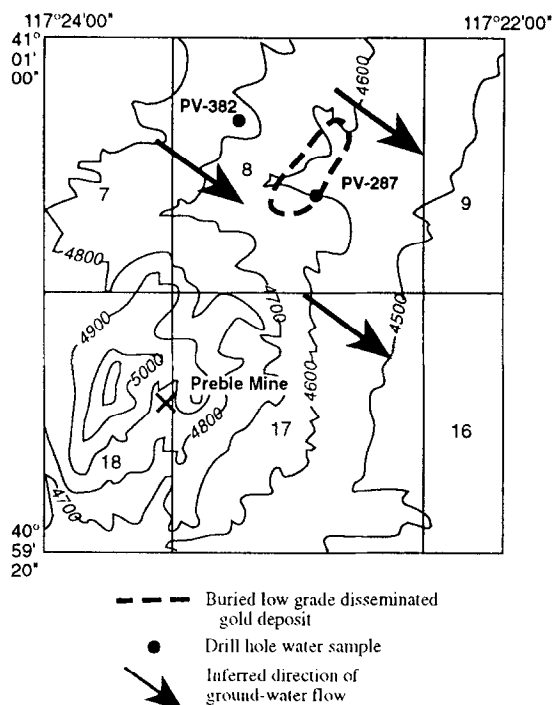 117°24'00"
117°22'00"
41°
01'
00"
4600
PV-382
8
7
PV-287
9
4800
4700
4900
4500
5000
Preble Mine
4600
4800
17
16
18
4700
40°
59'
20"
Buried low grade disseminated
gold deposit
Drill hole water sample
Inferred direction of
ground-water flow